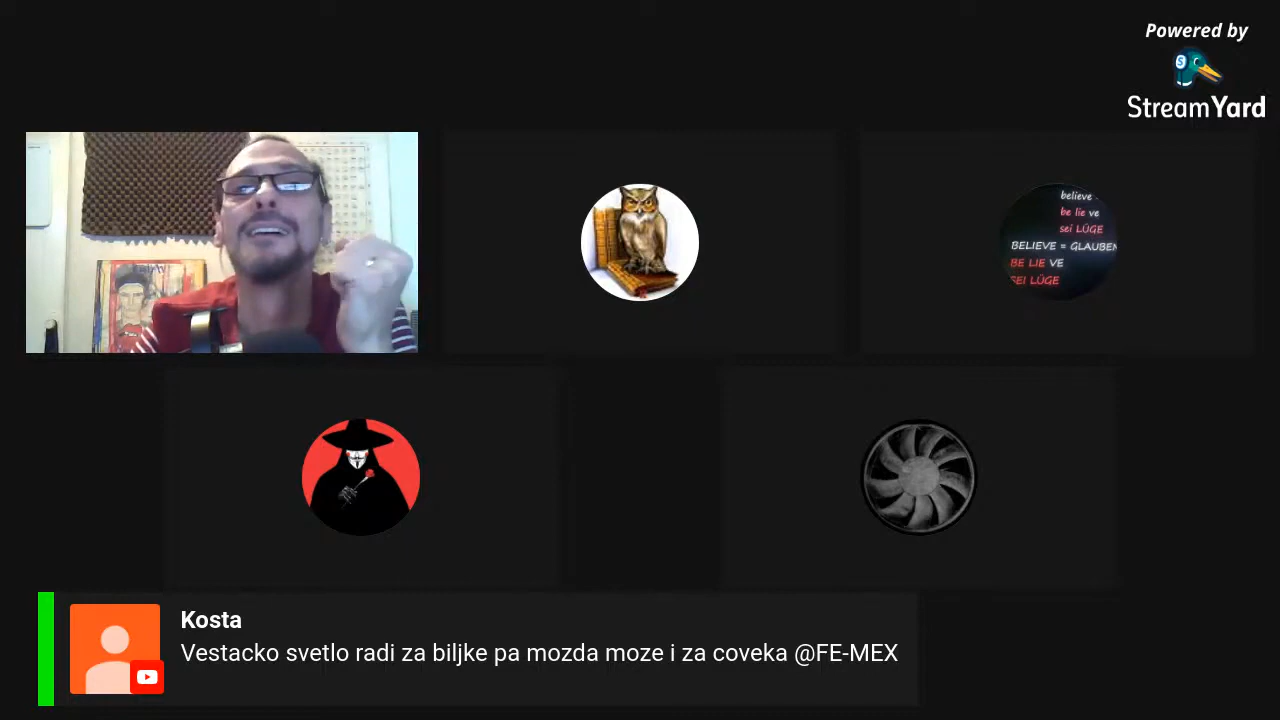 Powered by
StreamYard
believe
be lie ve
sei LÜGE
BELIEVE = GLAUBEN
BE LIE VE
SEI LÜGE
Kosta
Vestacko svetlo radi za biljke pa mozda moze i za coveka @FE-MEX